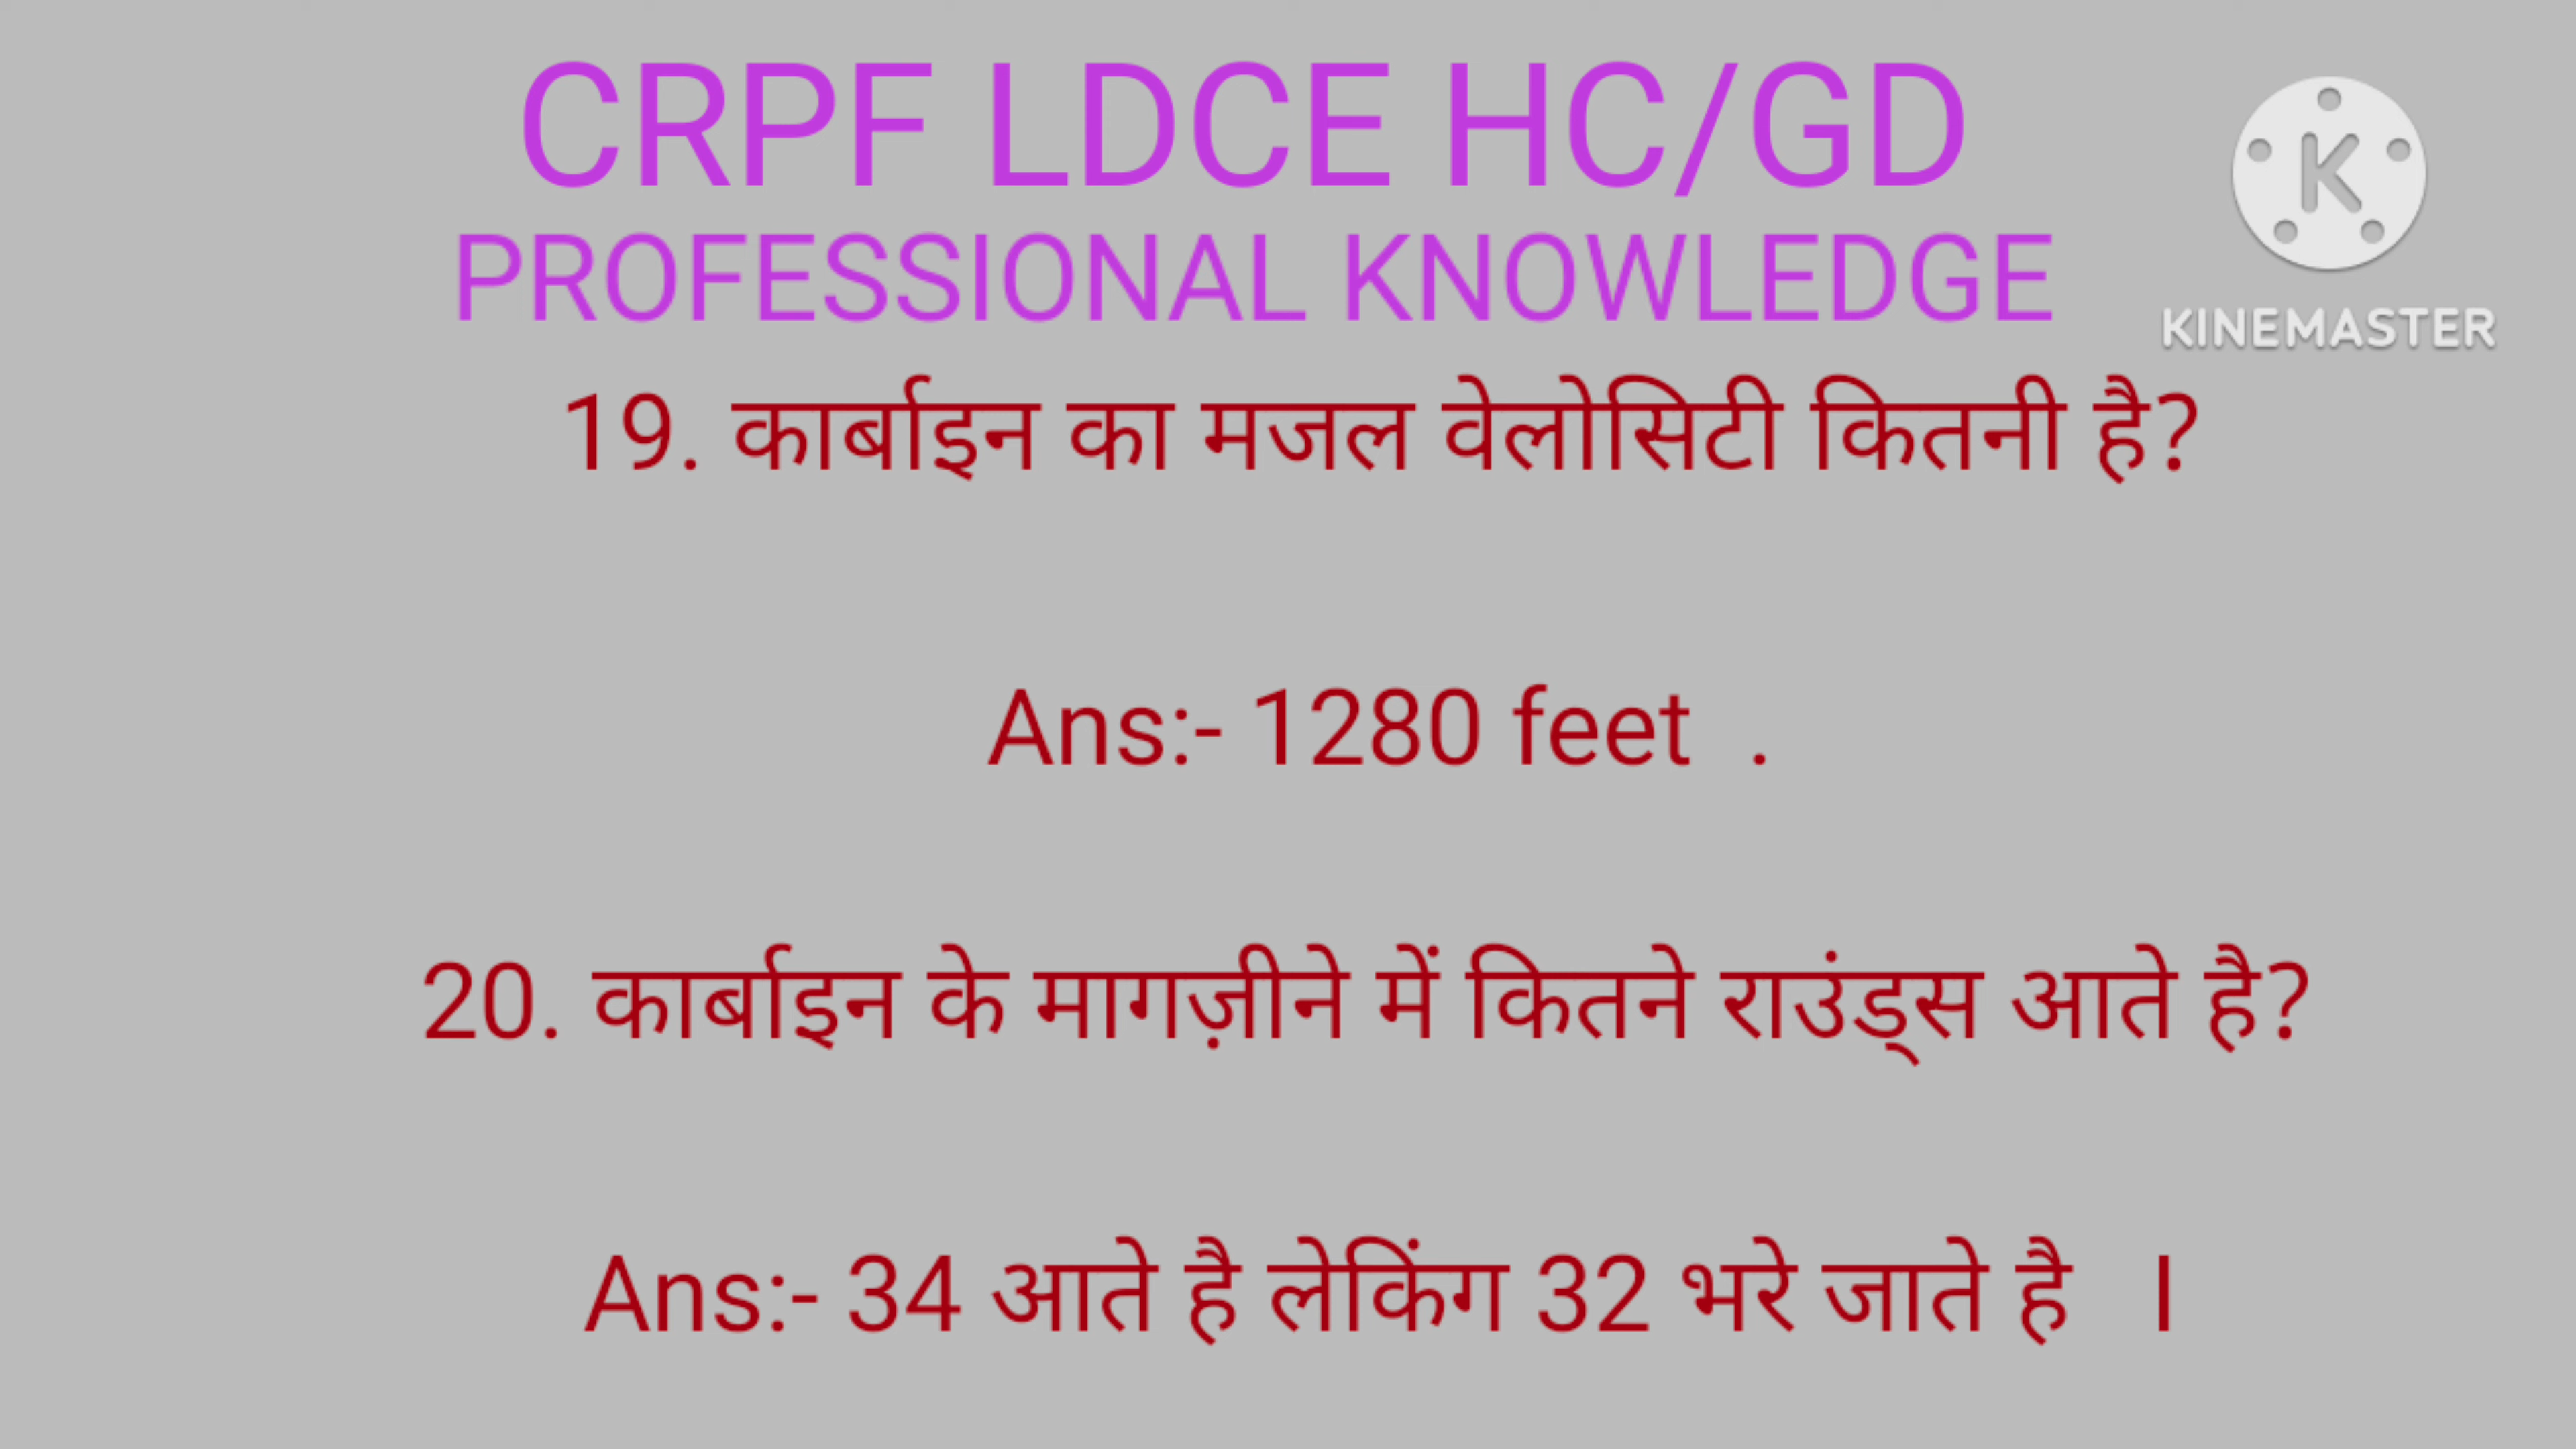 CRPF LDCE HC/GD
PROFESSIONAL KNOWLEDGE
KINEMASTER
19. कार्बाइन का मजल वेलोसिटी कितनी है?
Ans:- 1280 feet  .
20. कार्बाइन के मागज़ीने में कितने राउंड्स आते है?
Ans:- 34 आते है लेकिंग 32 भरे जाते है  l